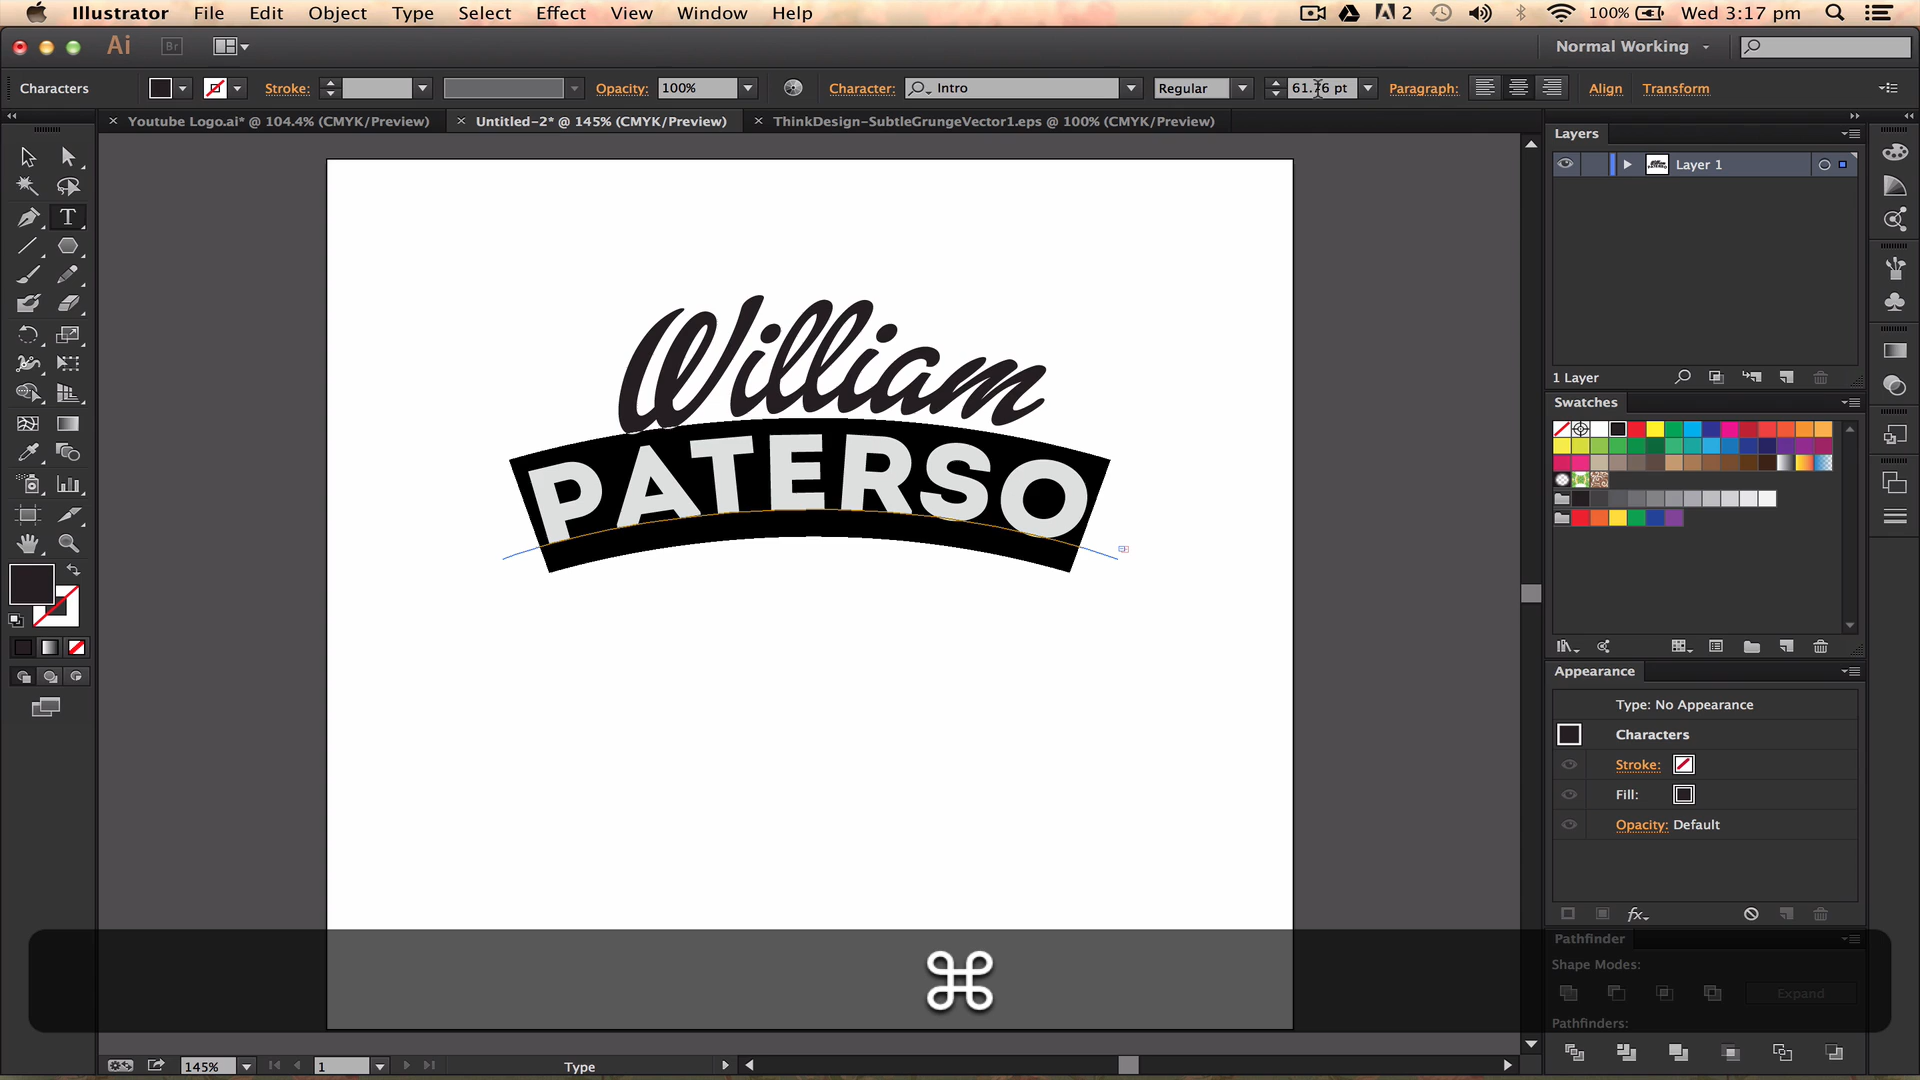 Illustrator File Edit Object Type Select Effect View Window Help 2 100% Wed 3:17 pm
Ai Br Normal Working
Characters Stroke: Opacity: 100% Character: Intro Regular 61.76 pt Paragraph: Align Transform
Youtube Logo.ai* @ 104.4% (CMYK/Preview) Untitled-2* @ 145% (CMYK/Preview) ThinkDesign-SubtleGrungeVector1.eps @ 100% (CMYK/Preview)
Layers
Layer 1
1 Layer
Swatches
William
PATERSO
Appearance
Type: No Appearance
Characters
Stroke:
Fill:
Opacity: Default
fx
Pathfinder
Shape Modes:
Expand
Pathfinders:
⌘
145% 1 Type